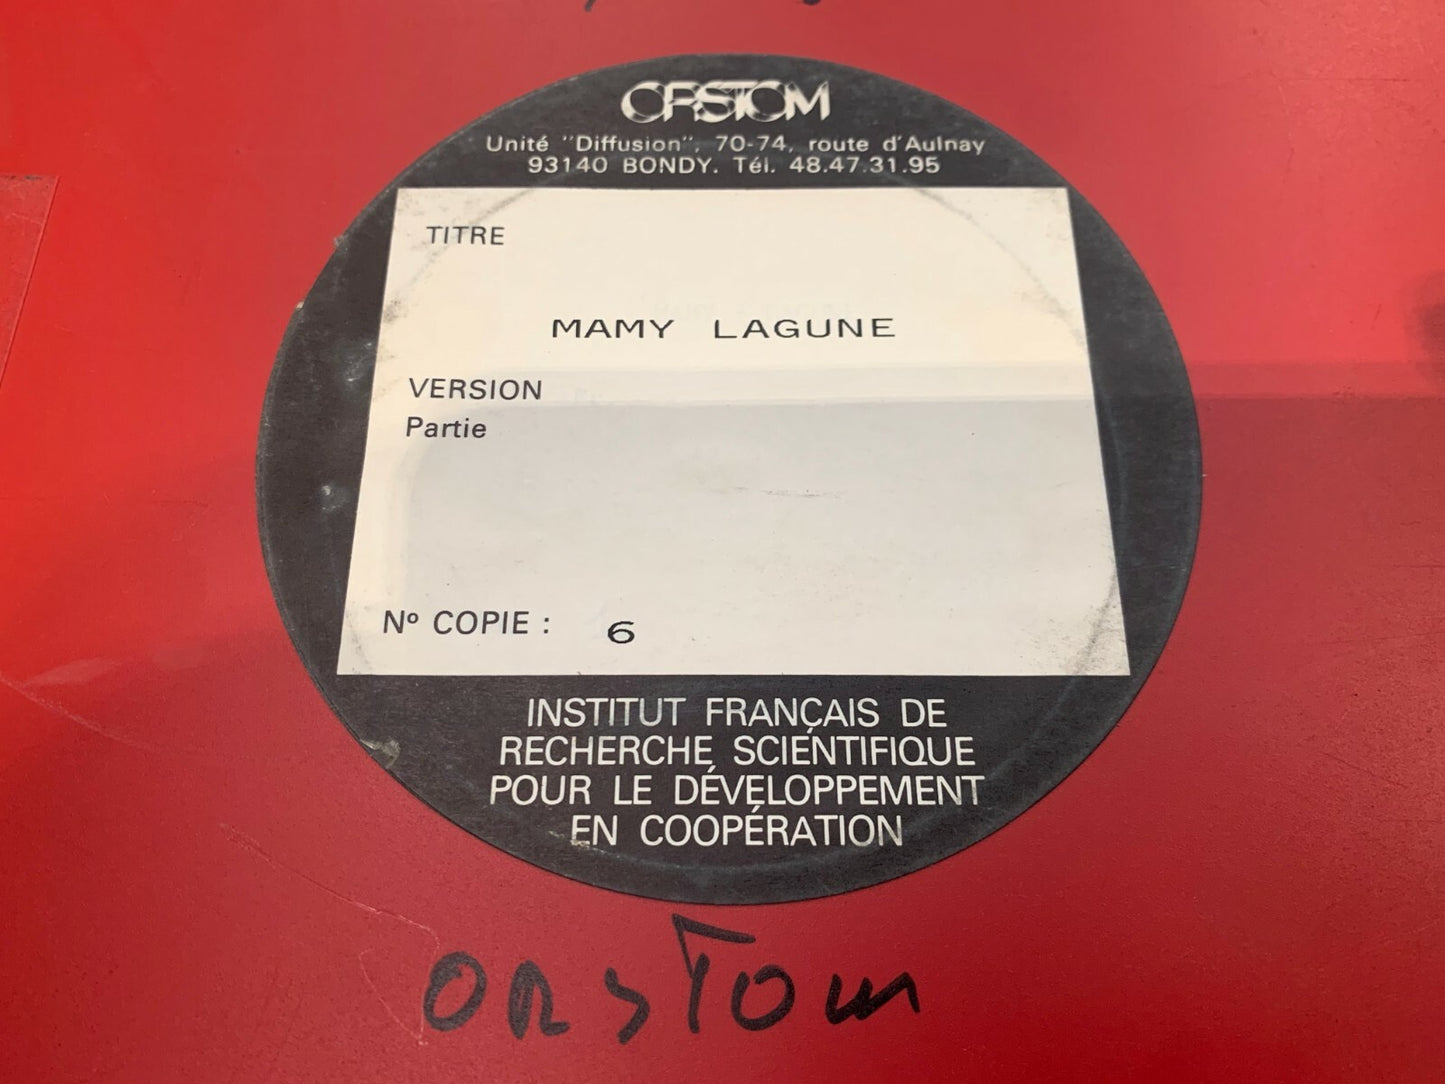 ORSTOM
Unité "Diffusion", 70-74, route d'Aulnay
93140 BONDY. Tél. 48.47.31.95
TITRE
MAMY LAGUNE
VERSION
Partie
Nº COPIE : 6
INSTITUT FRANÇAIS DE
RECHERCHE SCIENTIFIQUE
POUR LE DÉVELOPPEMENT
EN COOPÉRATION
ORSTOM